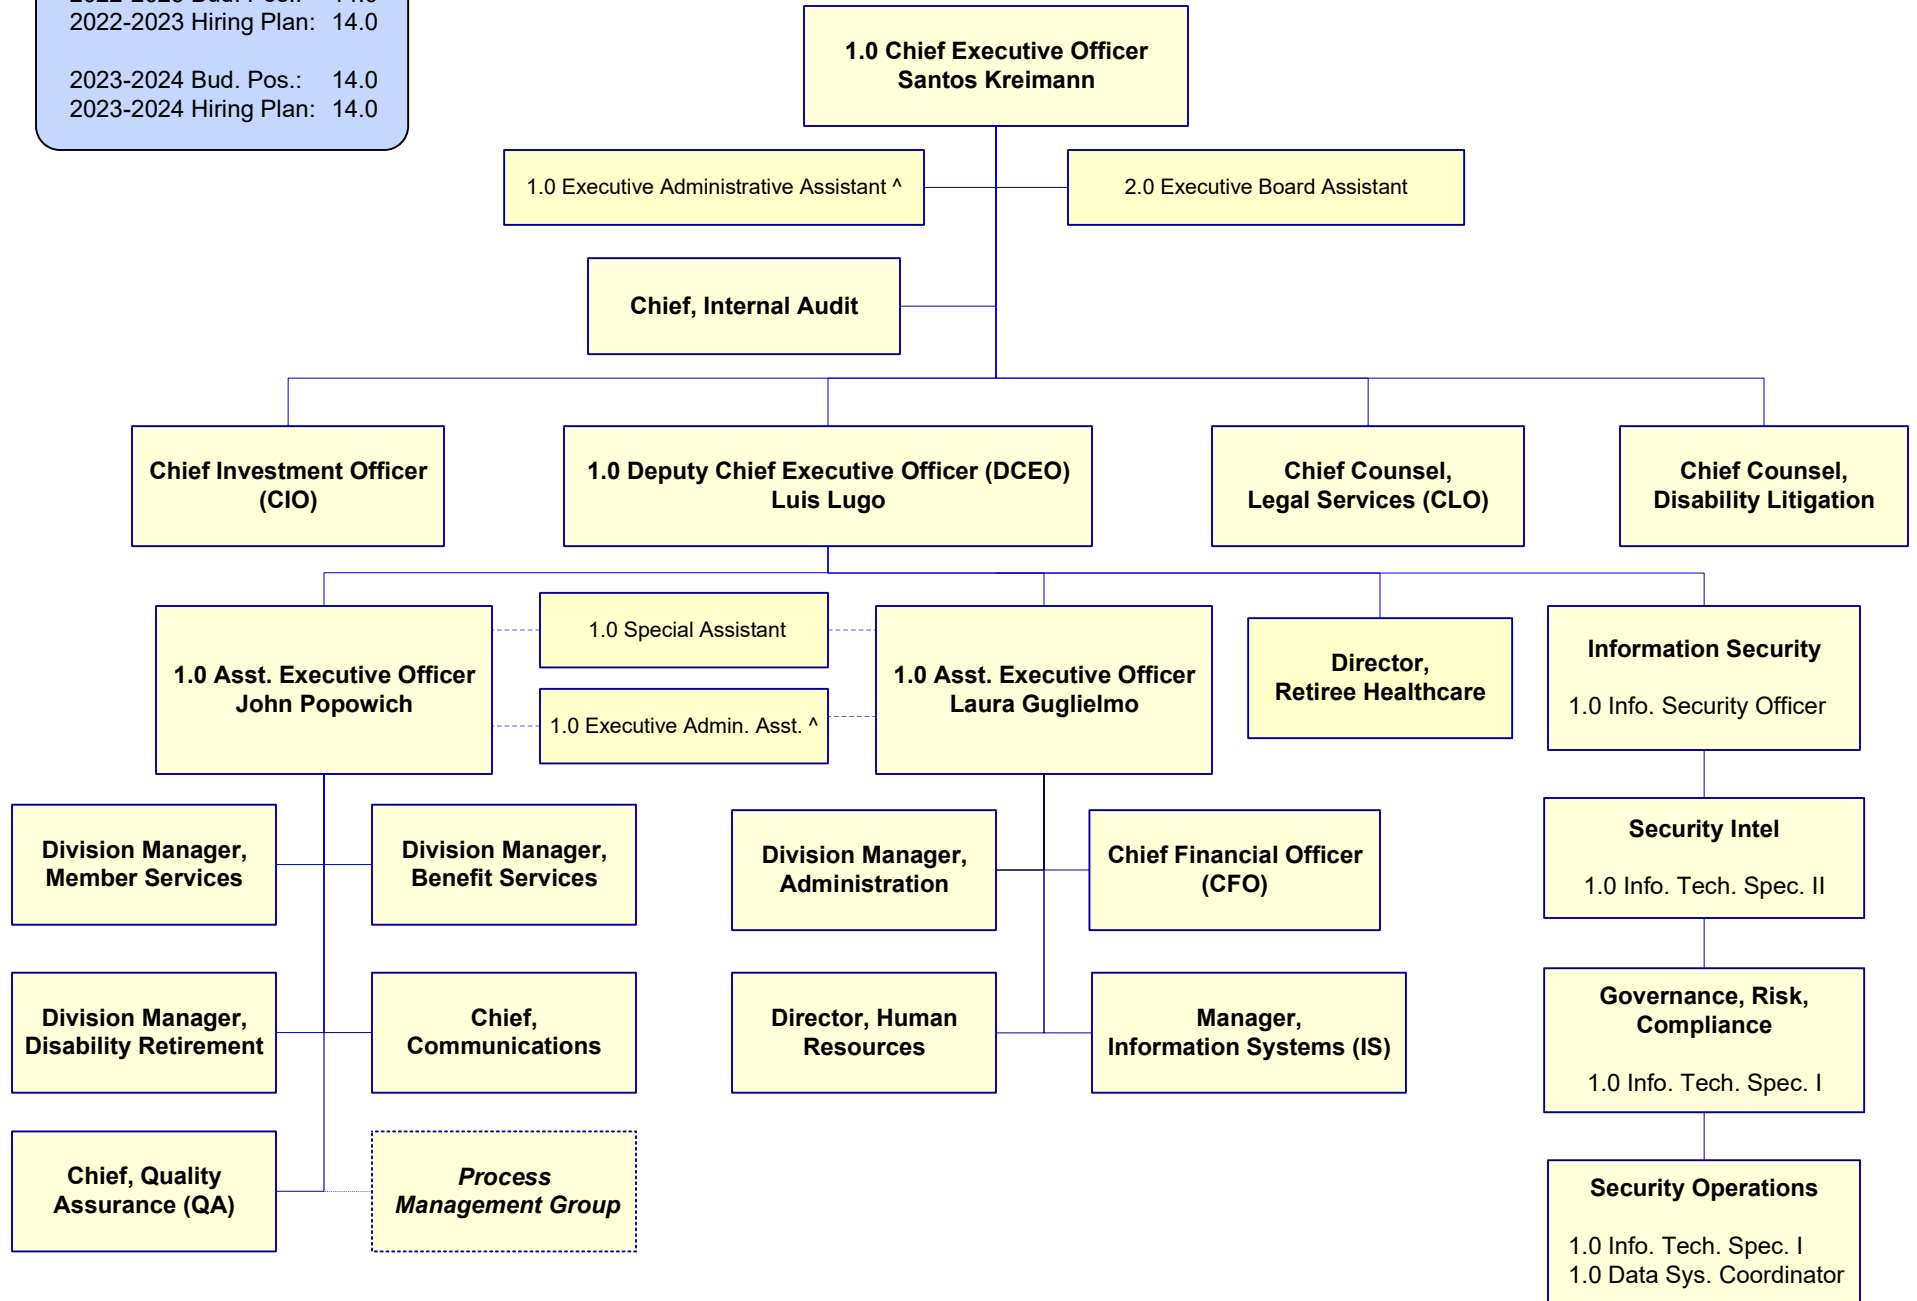 2022-2023 Hiring Plan: 14.0
2023-2024 Bud. Pos.: 14.0
2023-2024 Hiring Plan: 14.0
1.0 Chief Executive Officer
Santos Kreimann
1.0 Executive Administrative Assistant ^
2.0 Executive Board Assistant
Chief, Internal Audit
Chief Investment Officer
(CIO)
1.0 Deputy Chief Executive Officer (DCEO)
Luis Lugo
Chief Counsel,
Legal Services (CLO)
Chief Counsel,
Disability Litigation
1.0 Asst. Executive Officer
John Popowich
1.0 Special Assistant
1.0 Executive Admin. Asst. ^
1.0 Asst. Executive Officer
Laura Guglielmo
Director,
Retiree Healthcare
Information Security
1.0 Info. Security Officer
Division Manager,
Member Services
Division Manager,
Benefit Services
Division Manager,
Administration
Chief Financial Officer
(CFO)
Security Intel
1.0 Info. Tech. Spec. II
Division Manager,
Disability Retirement
Chief,
Communications
Director, Human
Resources
Manager,
Information Systems (IS)
Governance, Risk,
Compliance
1.0 Info. Tech. Spec. I
Chief, Quality
Assurance (QA)
Process
Management Group
Security Operations
1.0 Info. Tech. Spec. I
1.0 Data Sys. Coordinator